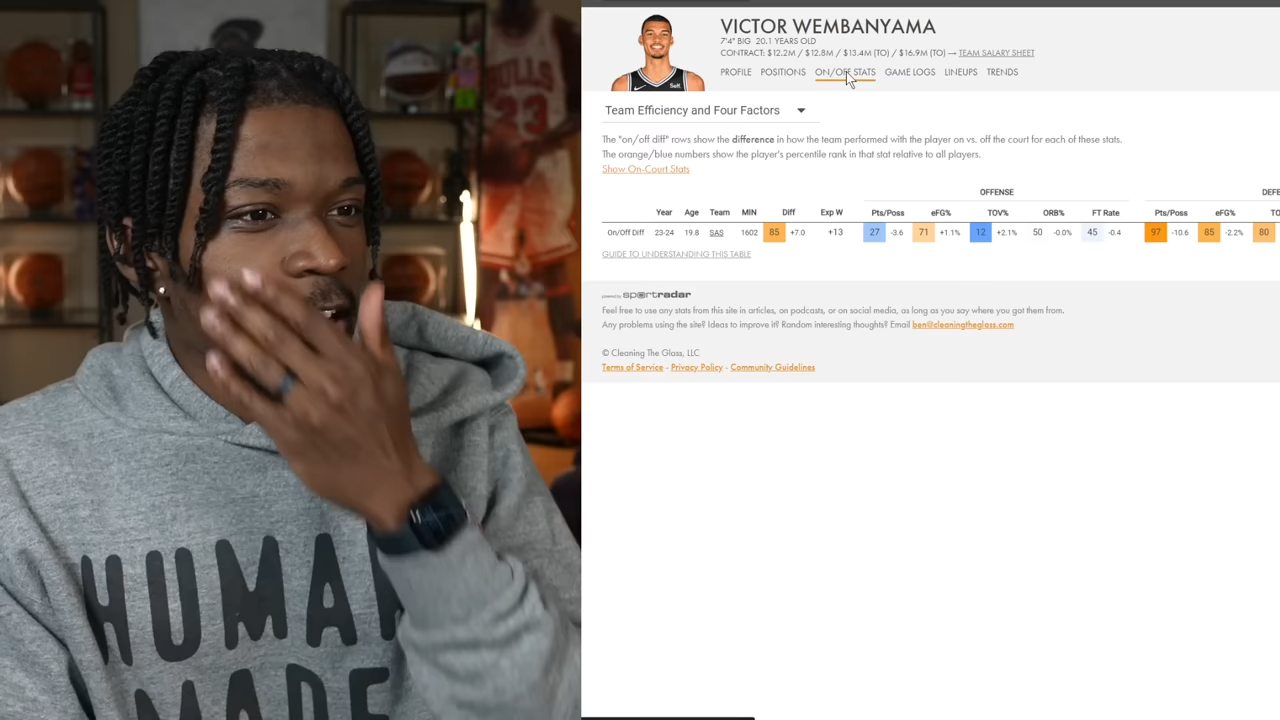 BULLS
23
HUMAN
MADE
VICTOR WEMBANYAMA
7'4" BIG 20.1 YEARS OLD
CONTRACT: $12.2M / $12.8M / $13.4M (TO) / $16.9M (TO) → TEAM SALARY SHEET
PROFILE POSITIONS ON/OFF STATS GAME LOGS LINEUPS TRENDS
Team Efficiency and Four Factors
The "on/off diff" rows show the difference in how the team performed with the player on vs. off the court for each of these stats.
The orange/blue numbers show the player's percentile rank in that stat relative to all players.
Show On-Court Stats
OFFENSE DEFE
Year Age Team MIN Diff Exp W Pts/Poss eFG% TOV% ORB% FT Rate Pts/Poss eFG% TO
On/Off Diff 23-24 19.8 SAS 1602 85 +7.0 +13 27 -3.6 71 +1.1% 12 +2.1% 50 -0.0% 45 -0.4 97 -10.6 85 -2.2% 80
GUIDE TO UNDERSTANDING THIS TABLE
powered by sportradar
Feel free to use any stats from this site in articles, on podcasts, or on social media, as long as you say where you got them from.
Any problems using the site? Ideas to improve it? Random interesting thoughts? Email ben@cleaningtheglass.com
© Cleaning The Glass, LLC
Terms of Service - Privacy Policy - Community Guidelines